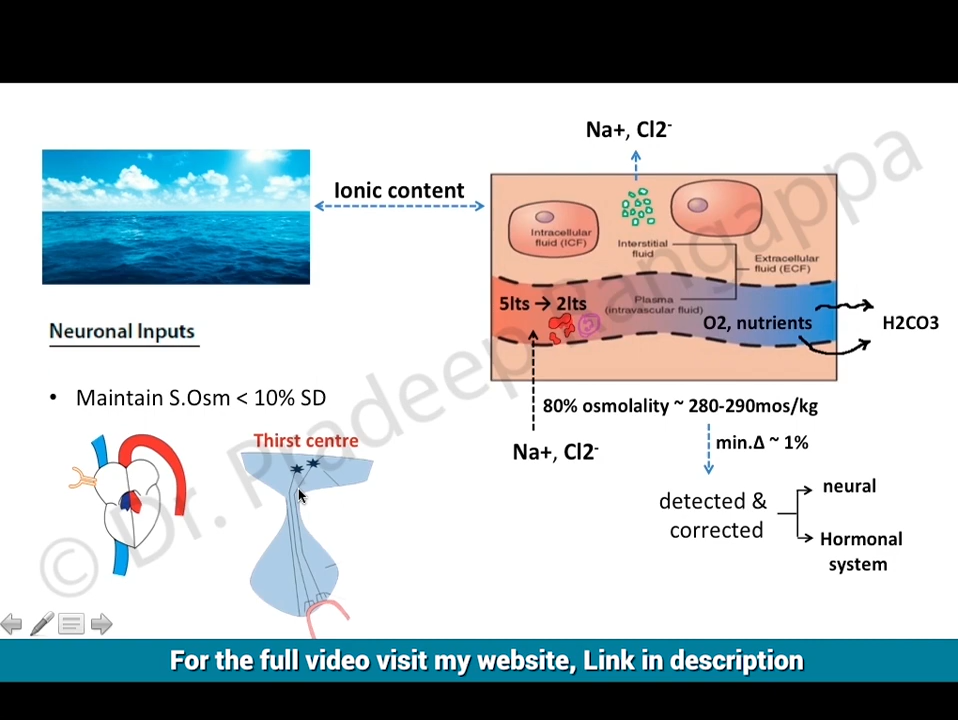 Na+, Cl2-
Ionic content
Intracellular
fluid (ICF)
Interstitial
fluid
Extracellular
fluid (ECF)
5lts → 2lts
Plasma
(intravascular fluid)
O2, nutrients
H2CO3
Neuronal Inputs
• Maintain S.Osm < 10% SD
80% osmolality ~ 280-290mos/kg
Na+, Cl2-
min.Δ ~ 1%
Thirst centre
detected &
corrected
neural
Hormonal
system
© Dr. Pradeep Rangappa
For the full video visit my website, Link in description